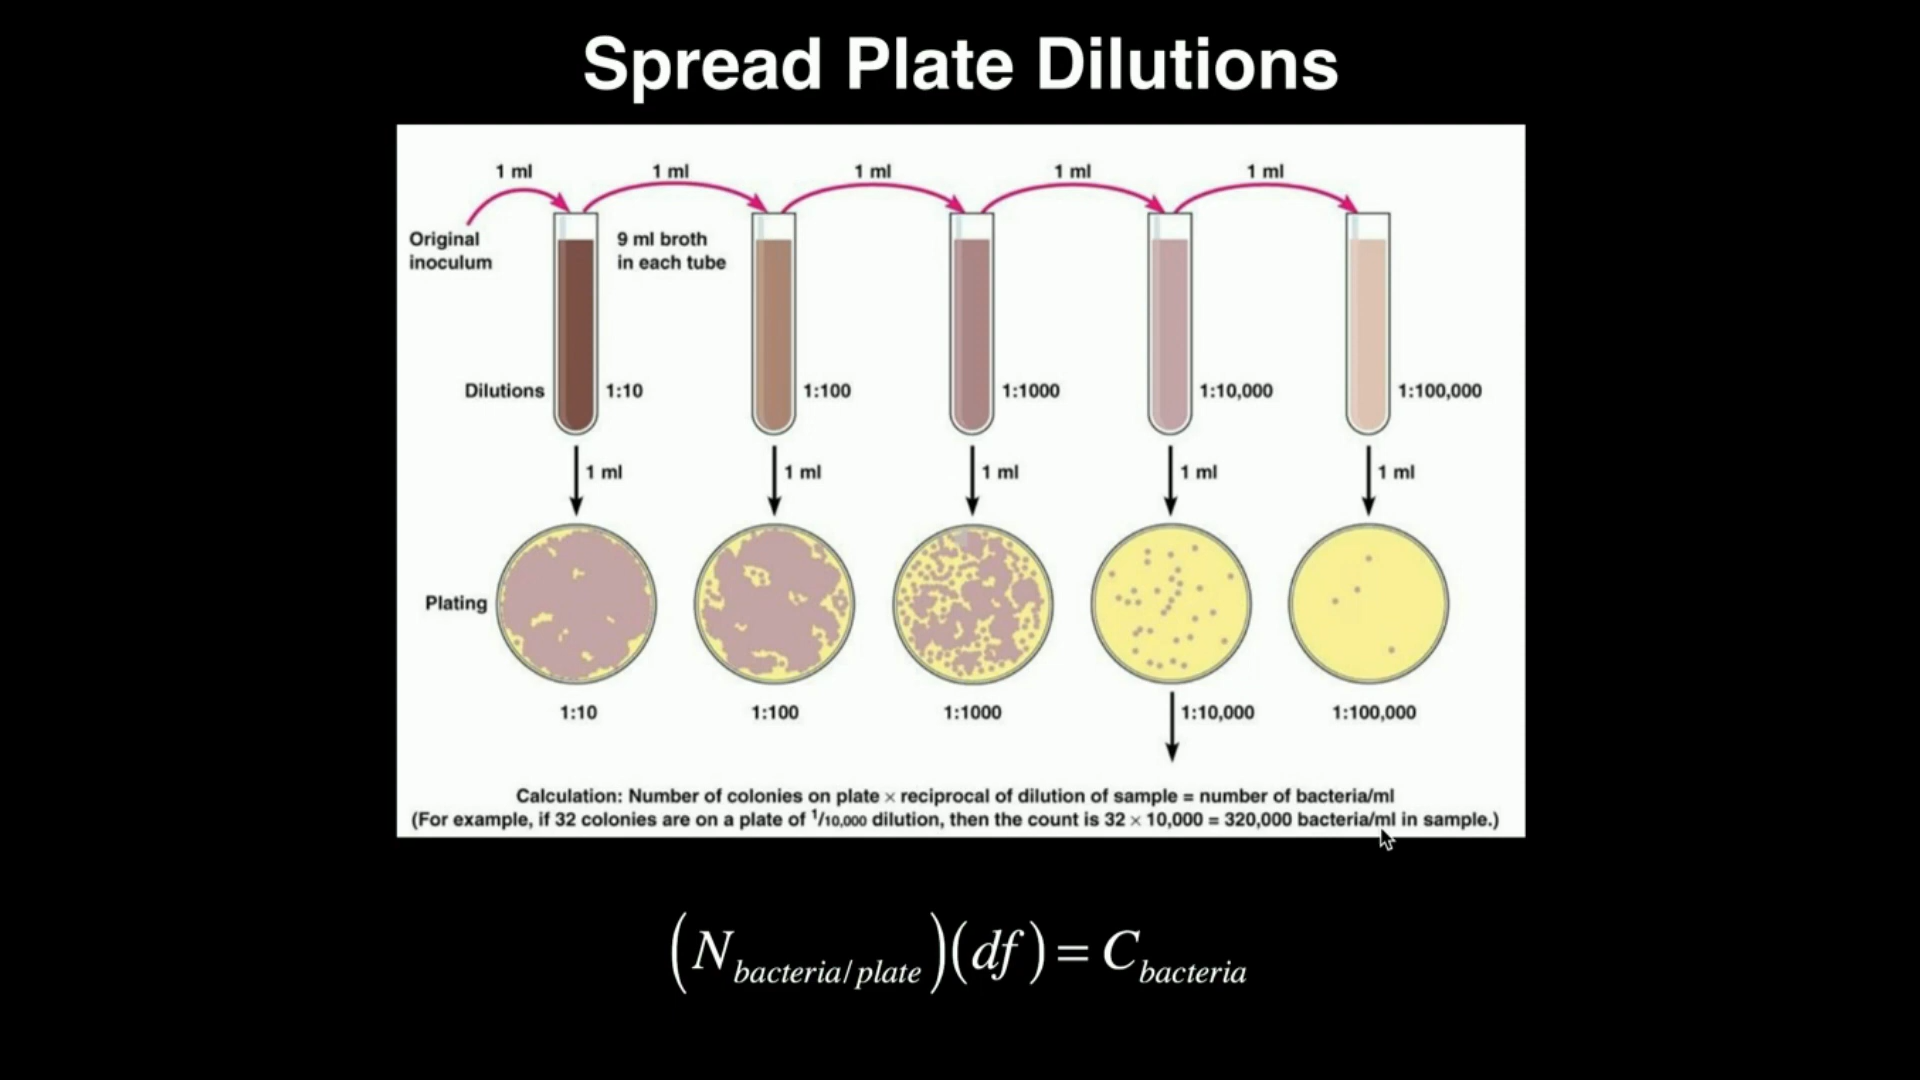 Spread Plate Dilutions
1 ml
1 ml
1 ml
1 ml
1 ml
Original
inoculum
9 ml broth
in each tube
Dilutions
1:10
1:100
1:1000
1:10,000
1:100,000
1 ml
1 ml
1 ml
1 ml
1 ml
Plating
1:10
1:100
1:1000
1:10,000
1:100,000
Calculation: Number of colonies on plate × reciprocal of dilution of sample = number of bacteria/ml
(For example, if 32 colonies are on a plate of 1/10,000 dilution, then the count is 32 × 10,000 = 320,000 bacteria/ml in sample.)
(N bacteria/plate)(df) = C bacteria